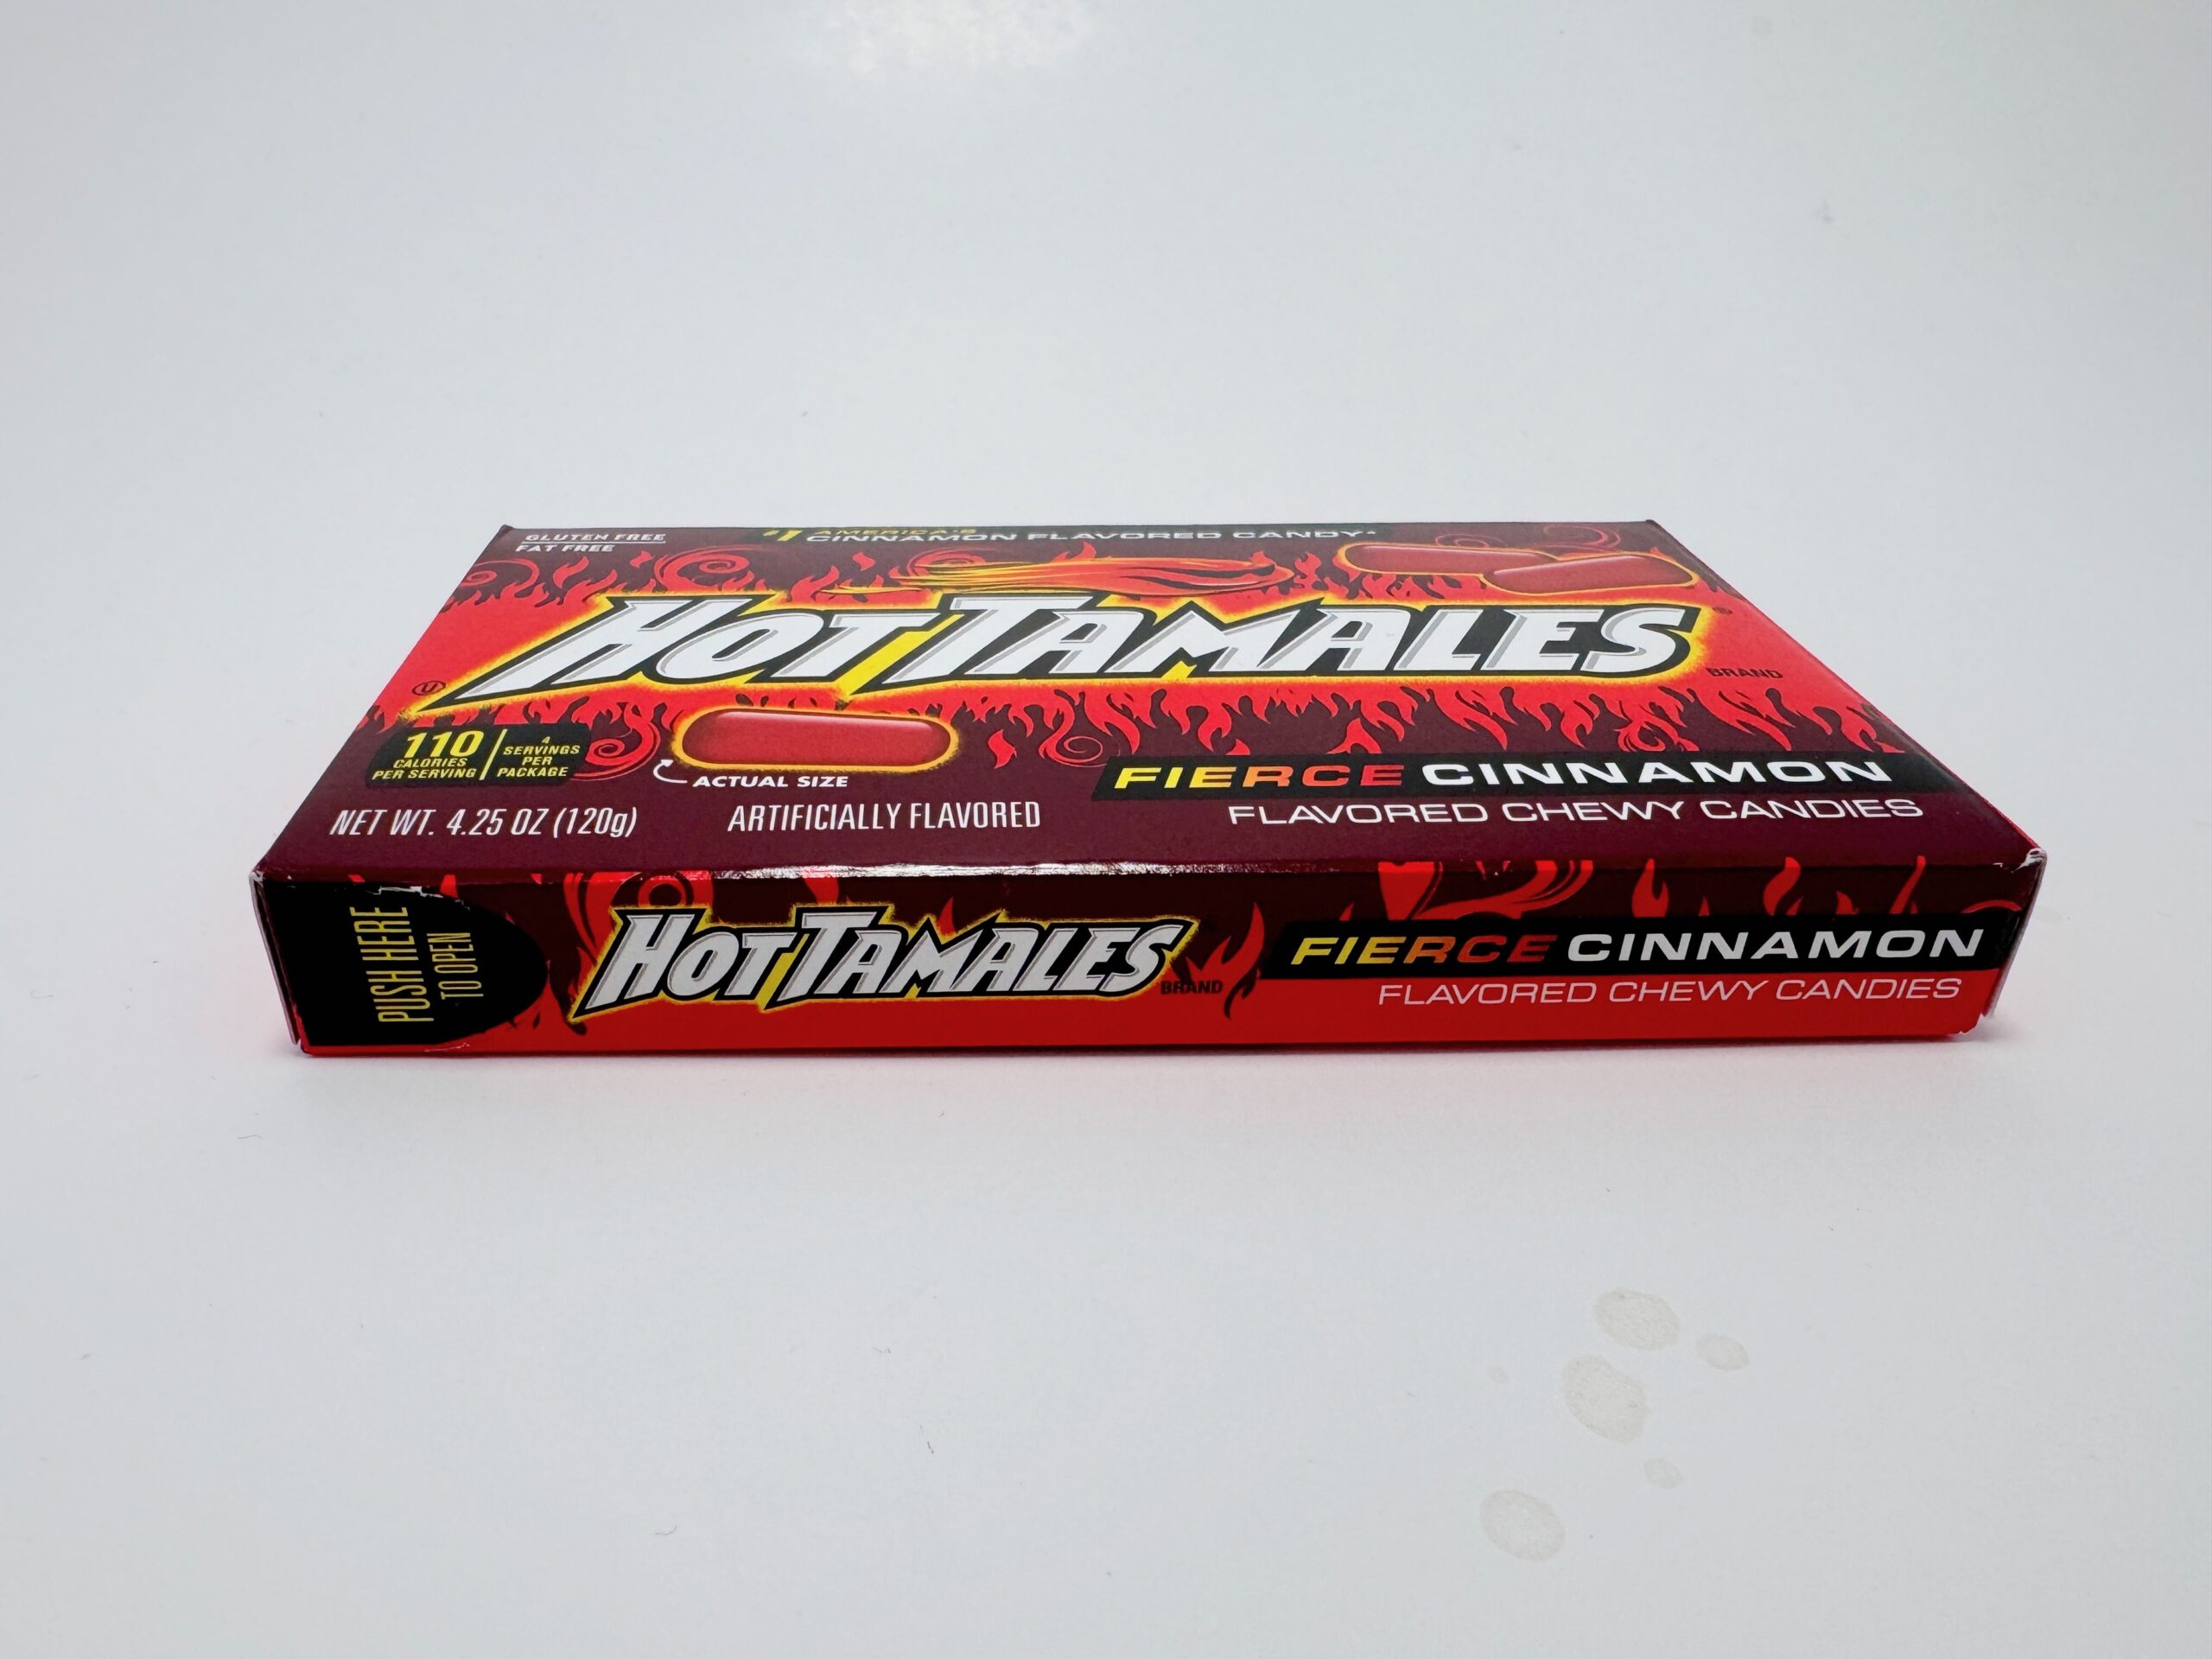 GLUTEN FREE
FAT FREE
#1 AMERICA'S
CINNAMON FLAVORED CANDY*
HOT TAMALES®
BRAND
U
110
CALORIES
PER SERVING
4
SERVINGS
PER
PACKAGE
ACTUAL SIZE
FIERCE CINNAMON
FLAVORED CHEWY CANDIES
NET WT. 4.25 OZ (120g)
ARTIFICIALLY FLAVORED
PUSH HERE
TO OPEN
HOT TAMALES
BRAND
FIERCE CINNAMON
FLAVORED CHEWY CANDIES